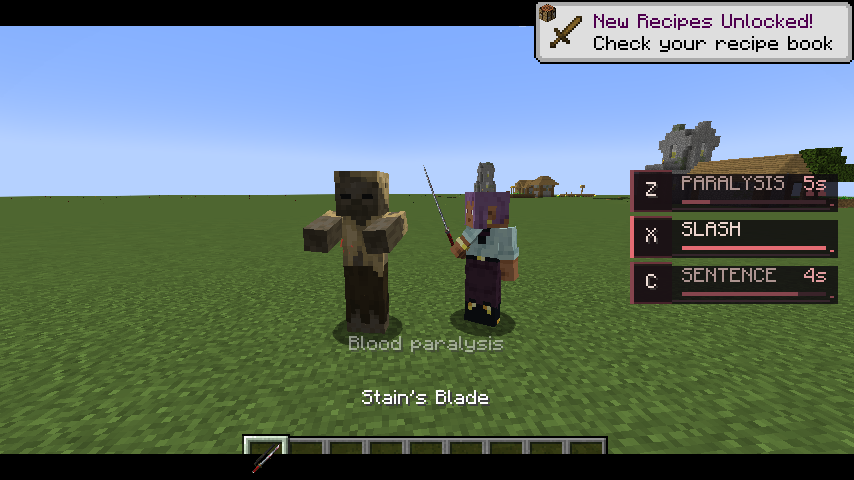 New Recipes Unlocked!
Check your recipe book
Z PARALYSIS 5s
X SLASH
C SENTENCE 4s
Blood paralysis
Stain's Blade